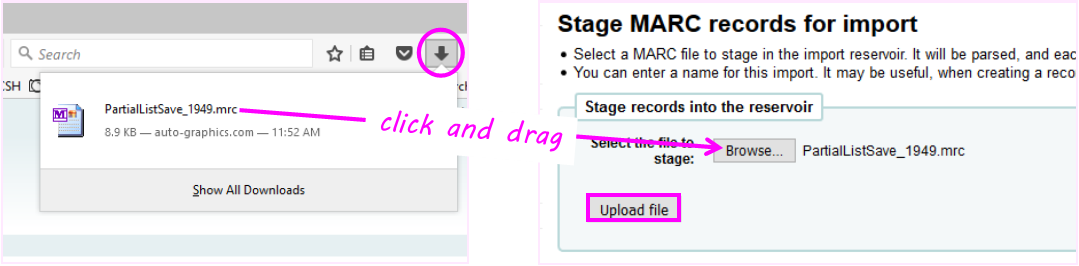 Search
SH
PartialListSave_1949.mrc
8.9 KB — auto-graphics.com — 11:52 AM
Show All Downloads
click and drag
Stage MARC records for import
• Select a MARC file to stage in the import reservoir. It will be parsed, and eac
• You can enter a name for this import. It may be useful, when creating a reco
Stage records into the reservoir
Select the file to
stage:
Browse... PartialListSave_1949.mrc
Upload file